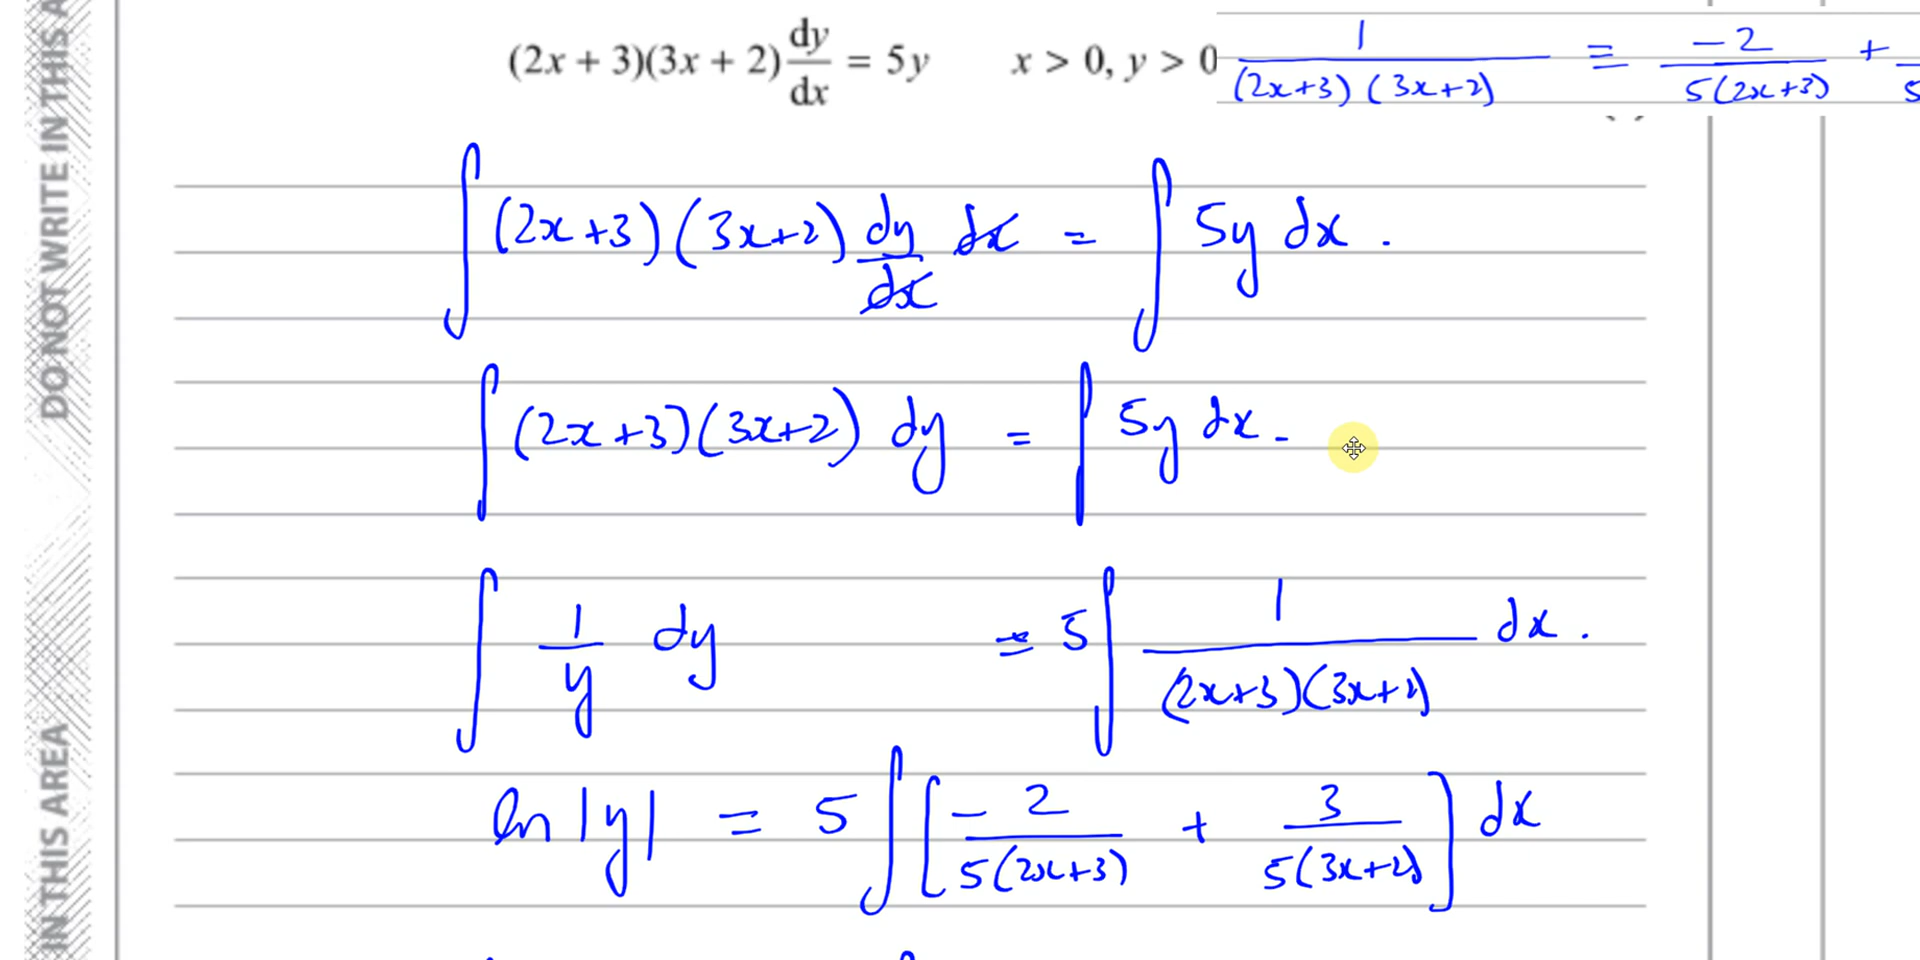 (2x + 3)(3x + 2) dy/dx = 5y x > 0, y > 0
1/((2x+3)(3x+2)) ≡ -2/(5(2x+3)) +
∫ (2x+3)(3x+2) dy/dx dx = ∫ 5y dx.
∫ (2x+3)(3x+2) dy = ∫ 5y dx.
∫ 1/y dy = 5 ∫ 1/((2x+3)(3x+2)) dx.
ln |y| = 5 ∫ [ -2/(5(2x+3)) + 3/(5(3x+2)) ] dx
DO NOT WRITE IN THIS A
IN THIS AREA